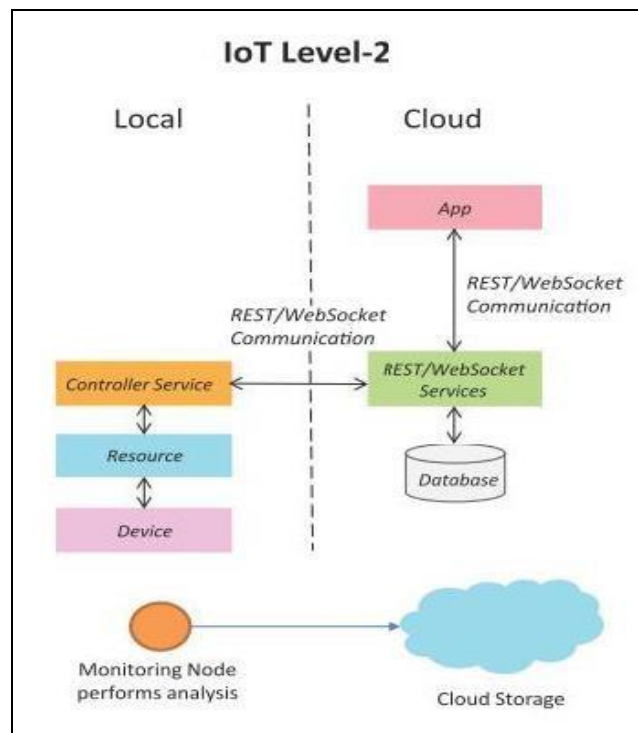 IoT Level-2
Local
Cloud
App
REST/WebSocket
Communication
REST/WebSocket
Communication
Controller Service
REST/WebSocket
Services
Resource
Database
Device
Monitoring Node
performs analysis
Cloud Storage